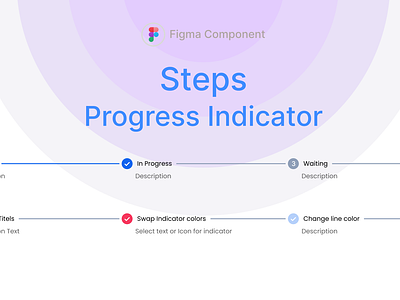 Figma Component
Steps
Progress Indicator
In Progress
3 Waiting
Description
Description
Titels
Swap Indicator colors
Change line color
on Text
Select text or Icon for indicator
Description